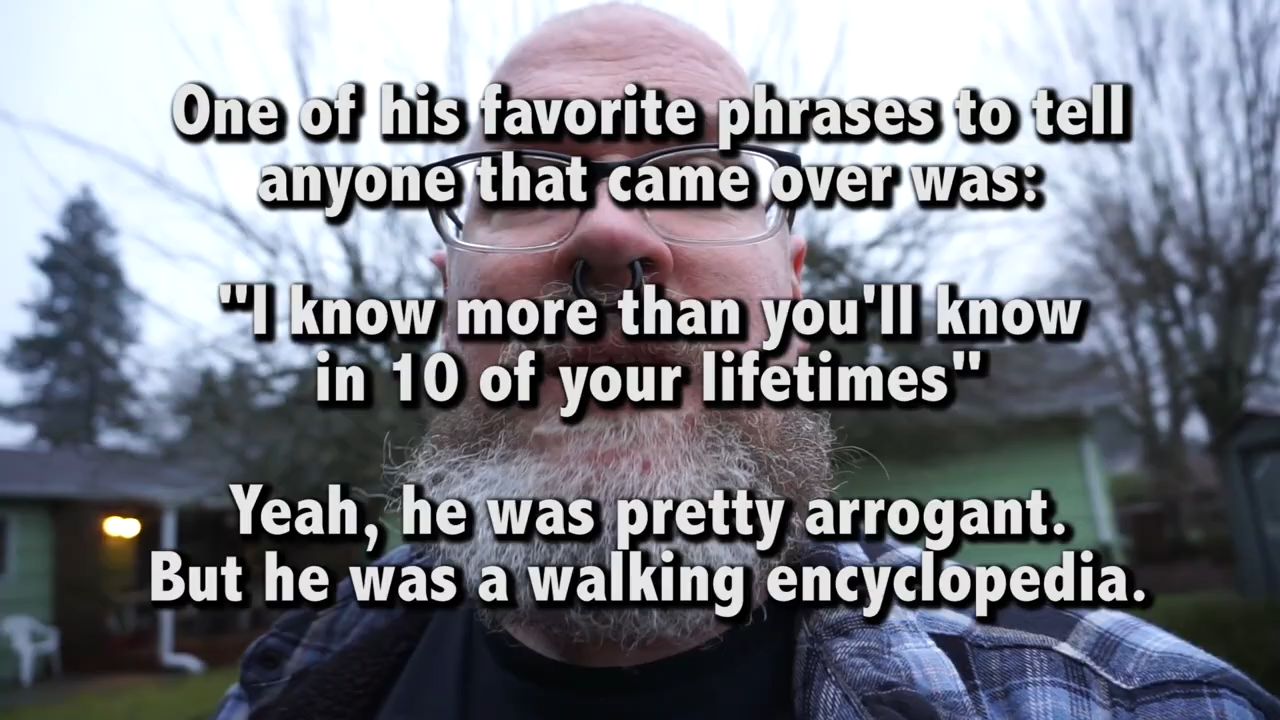 One of his favorite phrases to tell
anyone that came over was:
"I know more than you'll know
in 10 of your lifetimes"
Yeah, he was pretty arrogant.
But he was a walking encyclopedia.